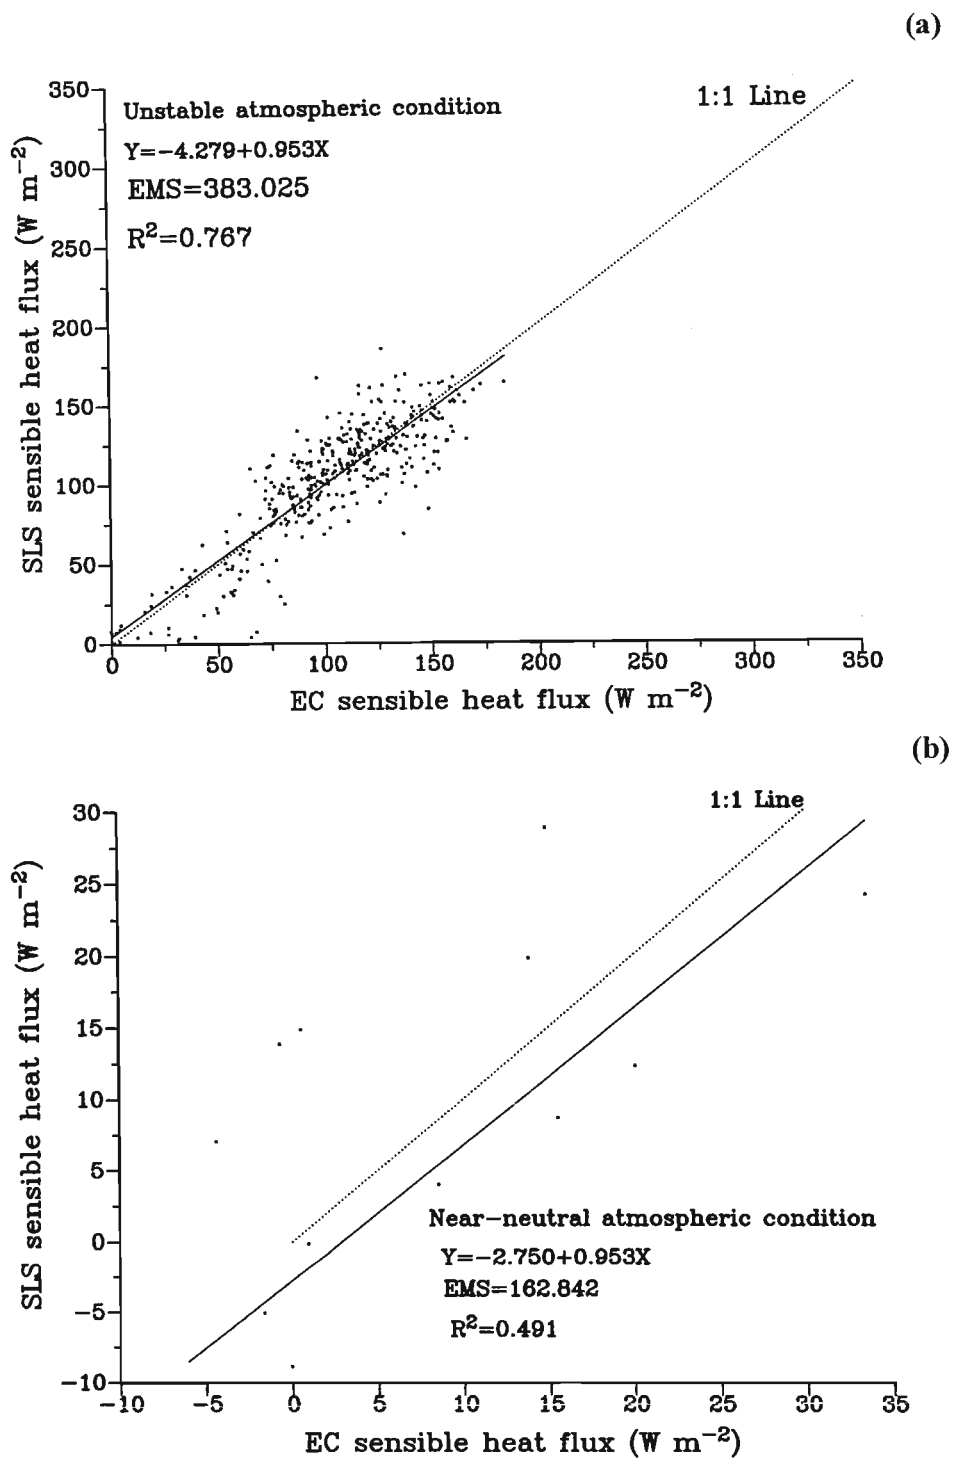 (a)
350
300
250
200
150
100
50
0
SLS sensible heat flux (W m−2)
Unstable atmospheric condition
Y=−4.279+0.953X
EMS=383.025
R2=0.767
1:1 Line
0 50 100 150 200 250 300 350
EC sensible heat flux (W m−2)
(b)
30
25
20
15
10
5
0
−5
−10
SLS sensible heat flux (W m−2)
1:1 Line
Near−neutral atmospheric condition
Y=−2.750+0.953X
EMS=162.842
R2=0.491
−10 −5 0 5 10 15 20 25 30 35
EC sensible heat flux (W m−2)